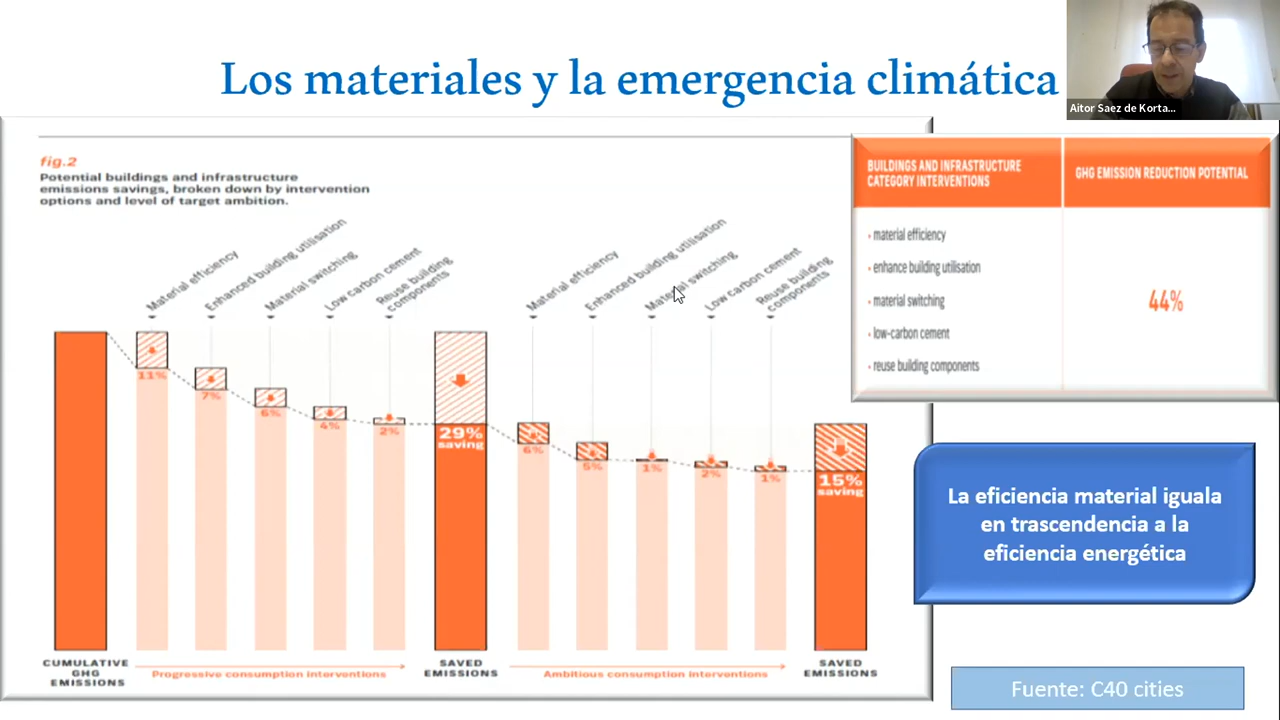 Los materiales y la emergencia climática
Aitor Saez de Korta...
fig.2
Potential buildings and infrastructure
emissions savings, broken down by intervention
options and level of target ambition.
Material efficiency
Enhanced building utilisation
Material switching
Low carbon cement
Reuse building
components
Material efficiency
Enhanced building utilisation
Material switching
Low carbon cement
Reuse building
components
11%
7%
6%
4%
2%
29%
saving
6%
5%
1%
2%
1%
15%
saving
CUMULATIVE
GHG
EMISSIONS
Progressive consumption interventions
SAVED
EMISSIONS
Ambitious consumption interventions
SAVED
EMISSIONS
BUILDINGS AND INFRASTRUCTURE
CATEGORY INTERVENTIONS
GHG EMISSION REDUCTION POTENTIAL
• material efficiency
• enhance building utilisation
• material switching
• low-carbon cement
• reuse building components
44%
La eficiencia material iguala
en trascendencia a la
eficiencia energética
Fuente: C40 cities